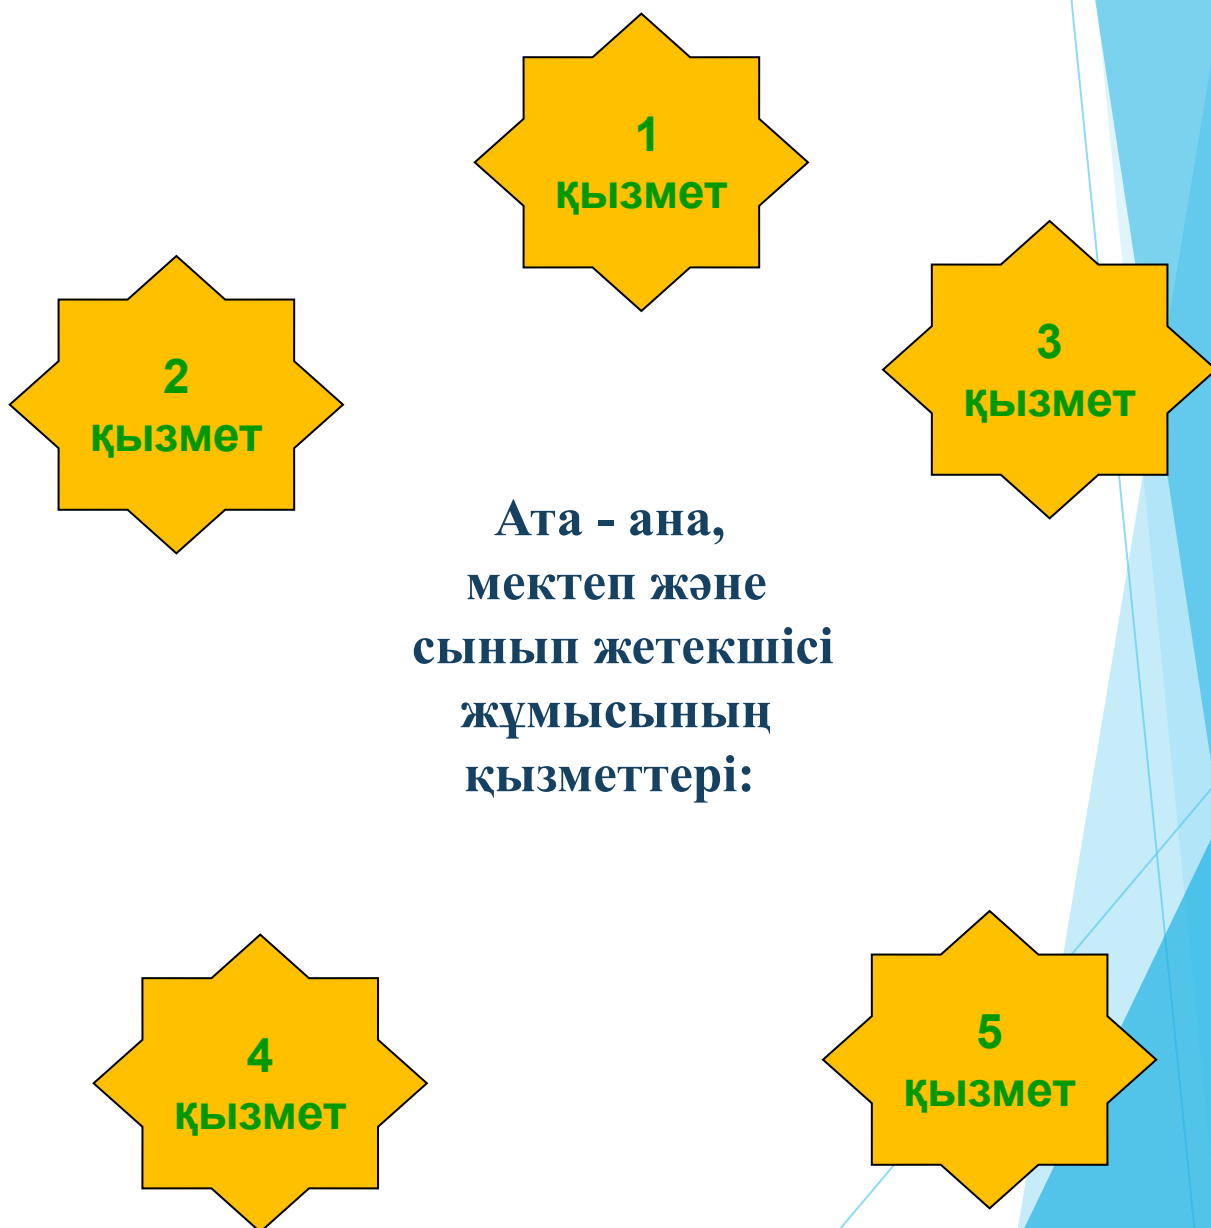 1
қызмет
2
қызмет
3
қызмет
Ата - ана,
мектеп және
сынып жетекшісі
жұмысының
қызметтері:
4
қызмет
5
қызмет